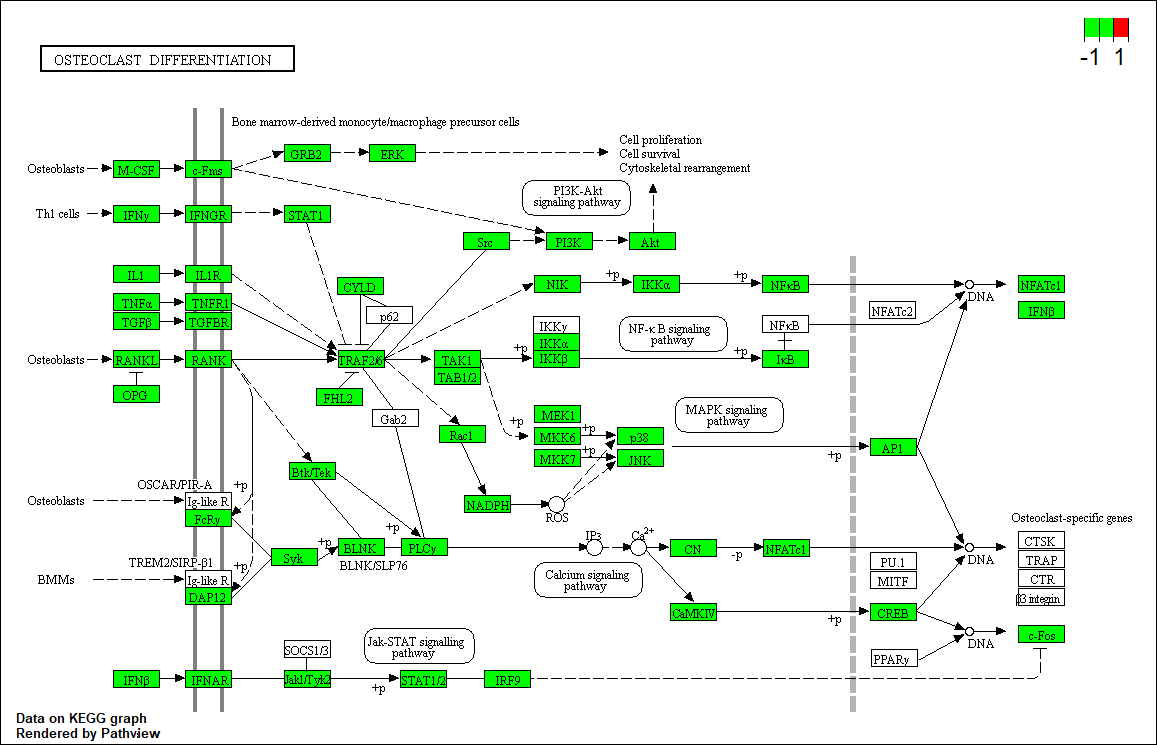 -1 1
OSTEOCLAST DIFFERENTIATION
Bone marrow-derived monocyte/macrophage precursor cells
Osteoblasts
M-CSF
c-Fms
GRB2
ERK
Cell proliferation
Cell survival
Cytoskeletal rearrangement
PI3K-Akt
signaling pathway
Th1 cells
IFNγ
IFNGR
STAT1
Src
PI3K
Akt
IL1
IL1R
CYLD
NIK
+p
IKKα
+p
NFκB
DNA
NFATc1
TNFα
TNFR1
p62
NFATc2
IFNβ
TGFβ
TGFBR
IKKγ
IKKα
IKKβ
NF-κ B signaling
pathway
NFκB
+p
+p
IκB
Osteoblasts
RANKL
RANK
TRAF2/6
TAK1
TAB1/2
OPG
FHL2
Gab2
Rac1
+p
MEK1
MKK6
+p
p38
MKK7
+p
JNK
MAPK signaling
pathway
+p
AP1
Btk/Tek
NADPH
ROS
OSCAR/PIR-A
+p
Osteoblasts
Ig-like R
FcRγ
Syk
+p
BLNK
+p
PLCγ
BLNK/SLP76
IP3
Ca2+
CN
-p
NFATc1
DNA
Osteoclast-specific genes
CTSK
TRAP
CTR
β3 integrin
PU.1
MITF
TREM2/SIRP-β1
+p
BMMs
Ig-like R
DAP12
Calcium signaling
pathway
CaMKIV
+p
CREB
DNA
c-Fos
PPARγ
SOCS1/3
Jak-STAT signalling
pathway
IFNβ
IFNAR
Jak1/Tyk2
+p
STAT1/2
IRF9
Data on KEGG graph
Rendered by Pathview